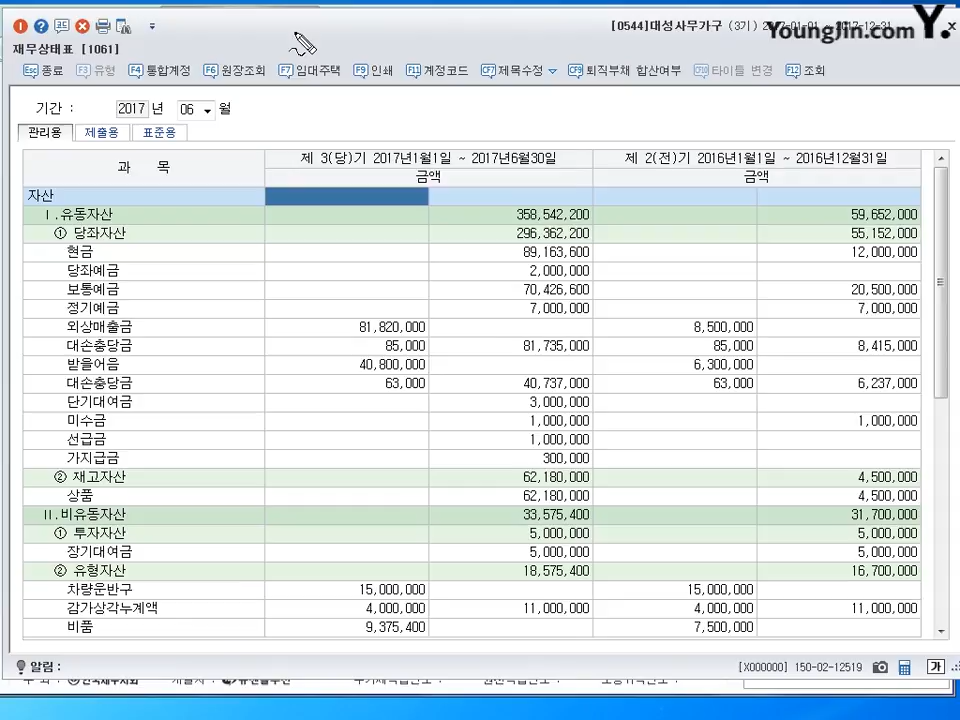 [0544]대성사무가구 (3기) 2017-01-01 ~ 2017-12-31
YoungJin.com Y.
재무상태표 [1061]
Esc 종료 F3 유형 F4 통합계정 F6 원장조회 F7 임대주택 F9 인쇄 F11 계정코드 CF7 제목수정 CF9 퇴직부채 합산여부 CF10 타이틀 변경 F12 조회
기간 : 2017 년 06 월
관리용 제출용 표준용
과 목 제 3(당)기 2017년1월1일 ~ 2017년6월30일 제 2(전)기 2016년1월1일 ~ 2016년12월31일
금액 금액
자산
Ⅰ.유동자산 358,542,200 59,652,000
① 당좌자산 296,362,200 55,152,000
현금 89,163,600 12,000,000
당좌예금 2,000,000
보통예금 70,426,600 20,500,000
정기예금 7,000,000 7,000,000
외상매출금 81,820,000 8,500,000
대손충당금 85,000 81,735,000 85,000 8,415,000
받을어음 40,800,000 6,300,000
대손충당금 63,000 40,737,000 63,000 6,237,000
단기대여금 3,000,000
미수금 1,000,000 1,000,000
선급금 1,000,000
가지급금 300,000
② 재고자산 62,180,000 4,500,000
상품 62,180,000 4,500,000
Ⅱ.비유동자산 33,575,400 31,700,000
① 투자자산 5,000,000 5,000,000
장기대여금 5,000,000 5,000,000
② 유형자산 18,575,400 16,700,000
차량운반구 15,000,000 15,000,000
감가상각누계액 4,000,000 11,000,000 4,000,000 11,000,000
비품 9,375,400 7,500,000
알림 : [X000000] 150-02-12519 가